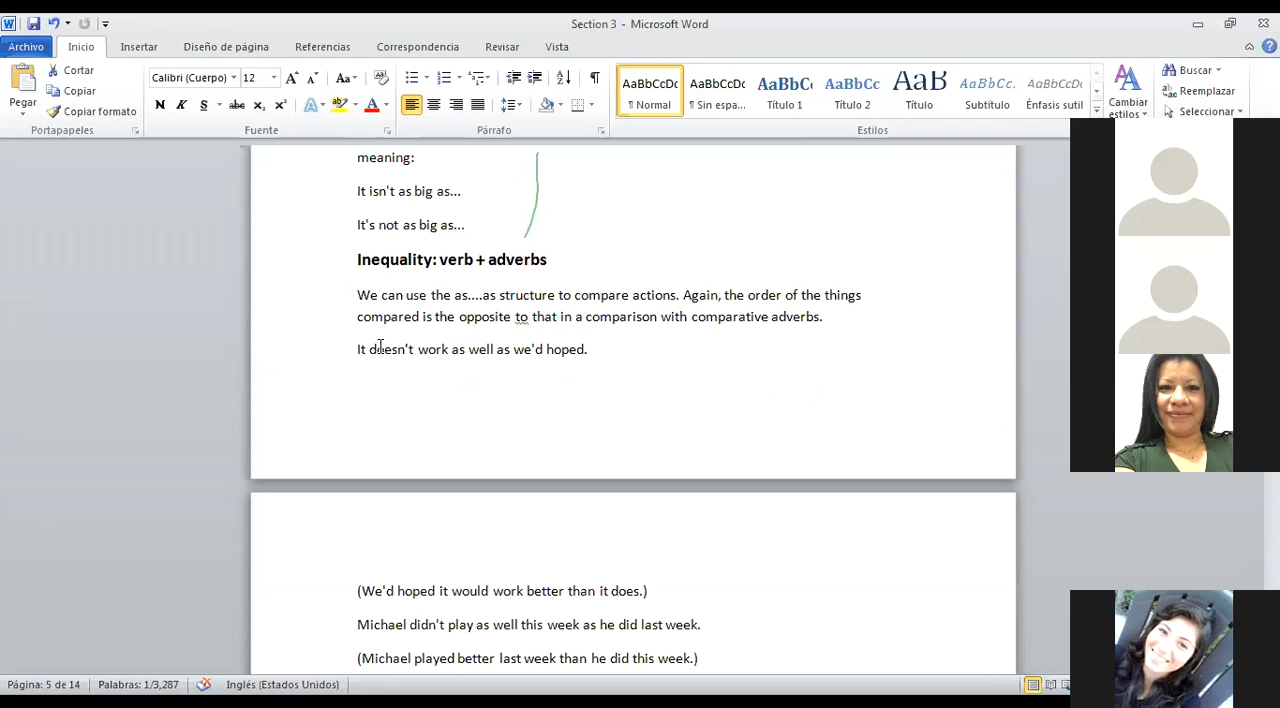 Section 3 - Microsoft Word
Archivo Inicio Insertar Diseño de página Referencias Correspondencia Revisar Vista
Pegar
Cortar
Copiar
Copiar formato
Portapapeles
Calibri (Cuerpo) 12
Fuente
Párrafo
AaBbCcDc AaBbCcDc AaBbC AaBbCc AaB AaBbCc. AaBbCcDc
¶ Normal ¶ Sin espa... Título 1 Título 2 Título Subtítulo Énfasis sutil
Cambiar
estilos
Estilos
Buscar
Reemplazar
Seleccionar
meaning:
It isn't as big as...
It's not as big as...
Inequality: verb + adverbs
We can use the as....as structure to compare actions. Again, the order of the things
compared is the opposite to that in a comparison with comparative adverbs.
It doesn't work as well as we'd hoped.
(We'd hoped it would work better than it does.)
Michael didn't play as well this week as he did last week.
(Michael played better last week than he did this week.)
Página: 5 de 14 Palabras: 1/3,287 Inglés (Estados Unidos)